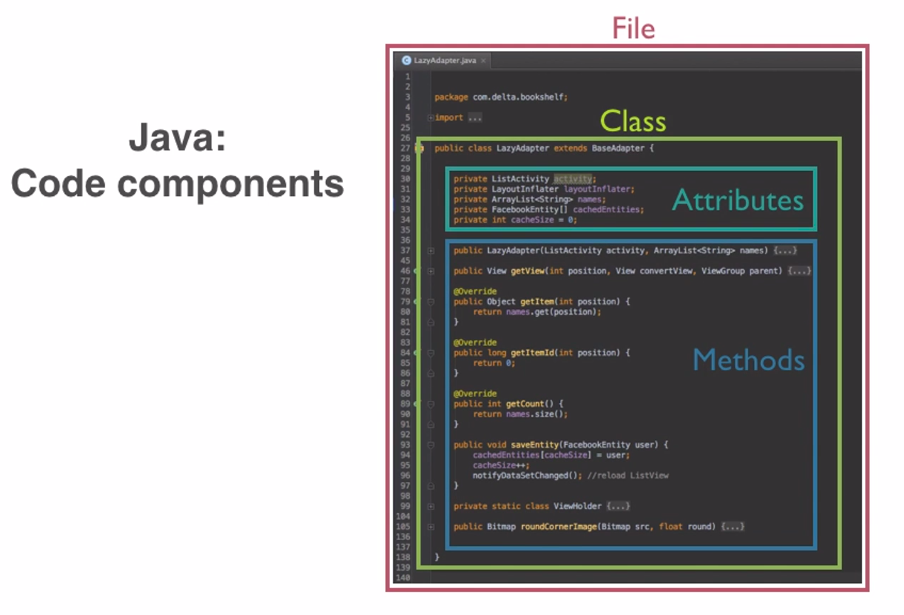 File
Java:
Code components
LazyAdapter.java ×
1
2
3 package com.delta.bookshelf;
4
5 import ...
25
Class
26
27 public class LazyAdapter extends BaseAdapter {
28
29
30 private ListActivity activity;
31 private LayoutInflater layoutInflater;
32 private ArrayList<String> names;
33 private FacebookEntity[] cachedEntities;
34 private int cacheSize = 0;
Attributes
35
36
37 public LazyAdapter(ListActivity activity, ArrayList<String> names) {...}
45
46 public View getView(int position, View convertView, ViewGroup parent) {...}
77
78 @Override
79 public Object getItem(int position) {
80 return names.get(position);
81 }
82
83 @Override
84 public long getItemId(int position) {
85 return 0;
86 }
Methods
87
88 @Override
89 public int getCount() {
90 return names.size();
91 }
92
93 public void saveEntity(FacebookEntity user) {
94 cachedEntities[cacheSize] = user;
95 cacheSize++;
96 notifyDataSetChanged(); //reload ListView
97 }
98
99 private static class ViewHolder {...}
104
105 public Bitmap roundCornerImage(Bitmap src, float round) {...}
136
137
138 }
139
140